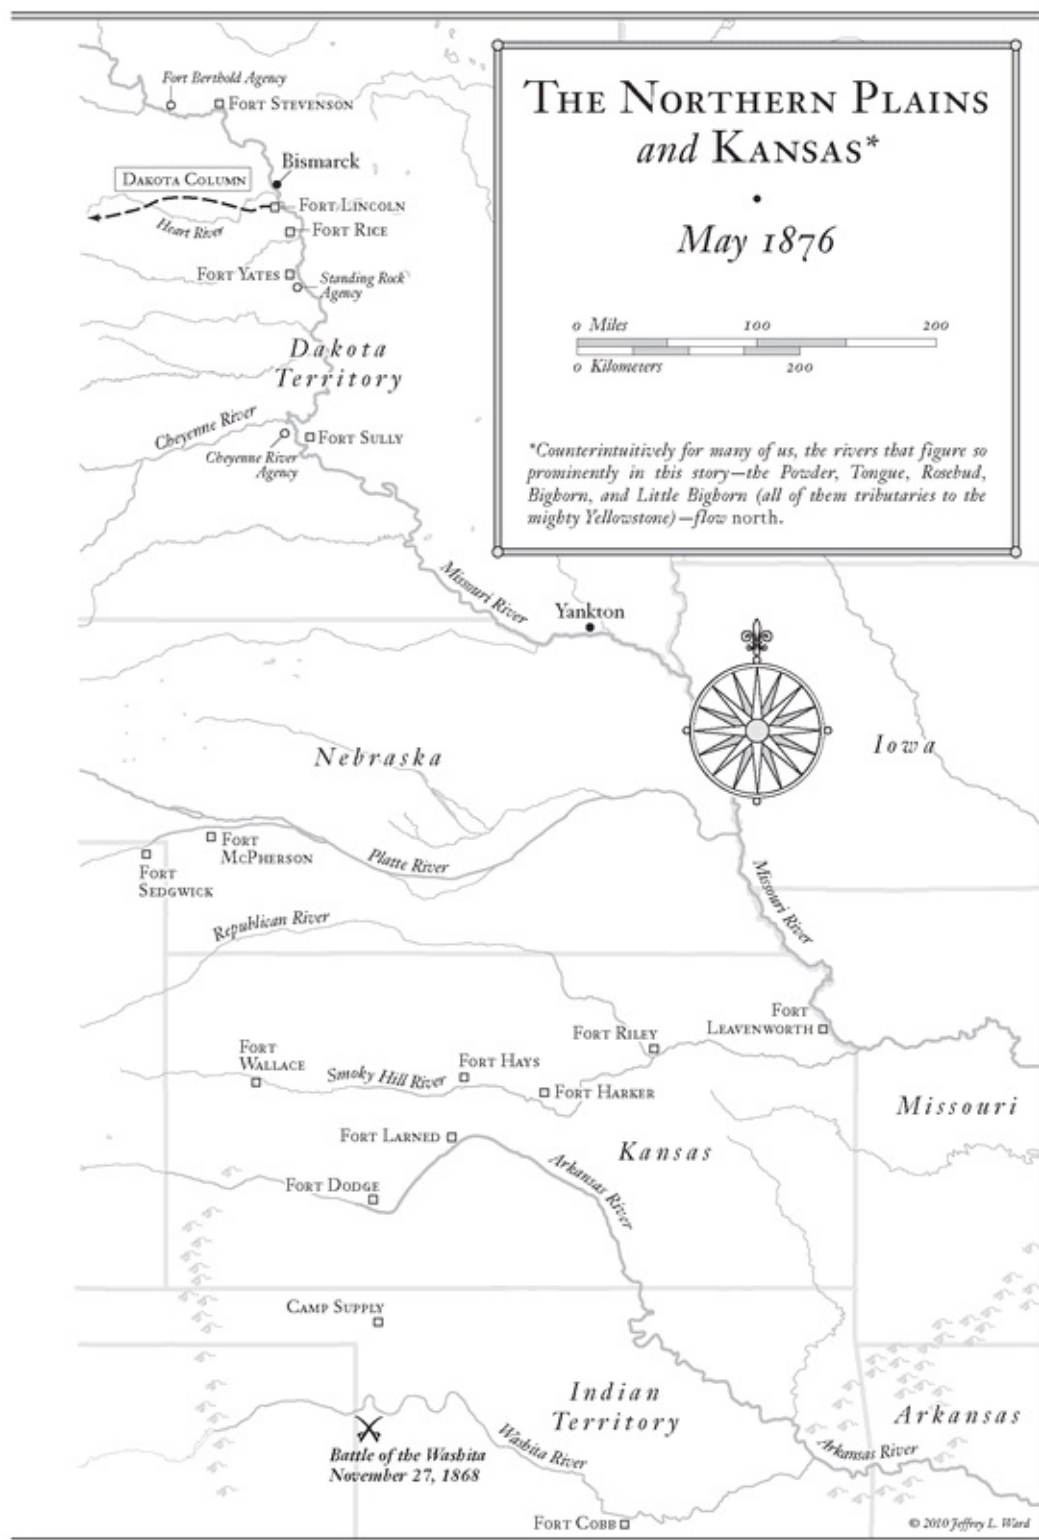 THE NORTHERN PLAINS
and KANSAS*
•
May 1876
0 Miles 100 200
0 Kilometers 200
*Counterintuitively for many of us, the rivers that figure so
prominently in this story—the Powder, Tongue, Rosebud,
Bighorn, and Little Bighorn (all of them tributaries to the
mighty Yellowstone)—flow north.
Fort Berthold Agency
FORT STEVENSON
Bismarck
DAKOTA COLUMN
FORT LINCOLN
Heart River
FORT RICE
FORT YATES
Standing Rock
Agency
Dakota
Territory
Cheyenne River
FORT SULLY
Cheyenne River
Agency
Missouri River
Yankton
Iowa
Nebraska
FORT
MCPHERSON
FORT
SEDGWICK
Platte River
Missouri River
Republican River
FORT
LEAVENWORTH
FORT RILEY
FORT
WALLACE
FORT HAYS
Smoky Hill River
FORT HARKER
Missouri
FORT LARNED
Kansas
Arkansas River
FORT DODGE
CAMP SUPPLY
Indian
Territory
Arkansas
Battle of the Washita
November 27, 1868
Washita River
Arkansas River
FORT COBB
© 2010 Jeffrey L. Ward